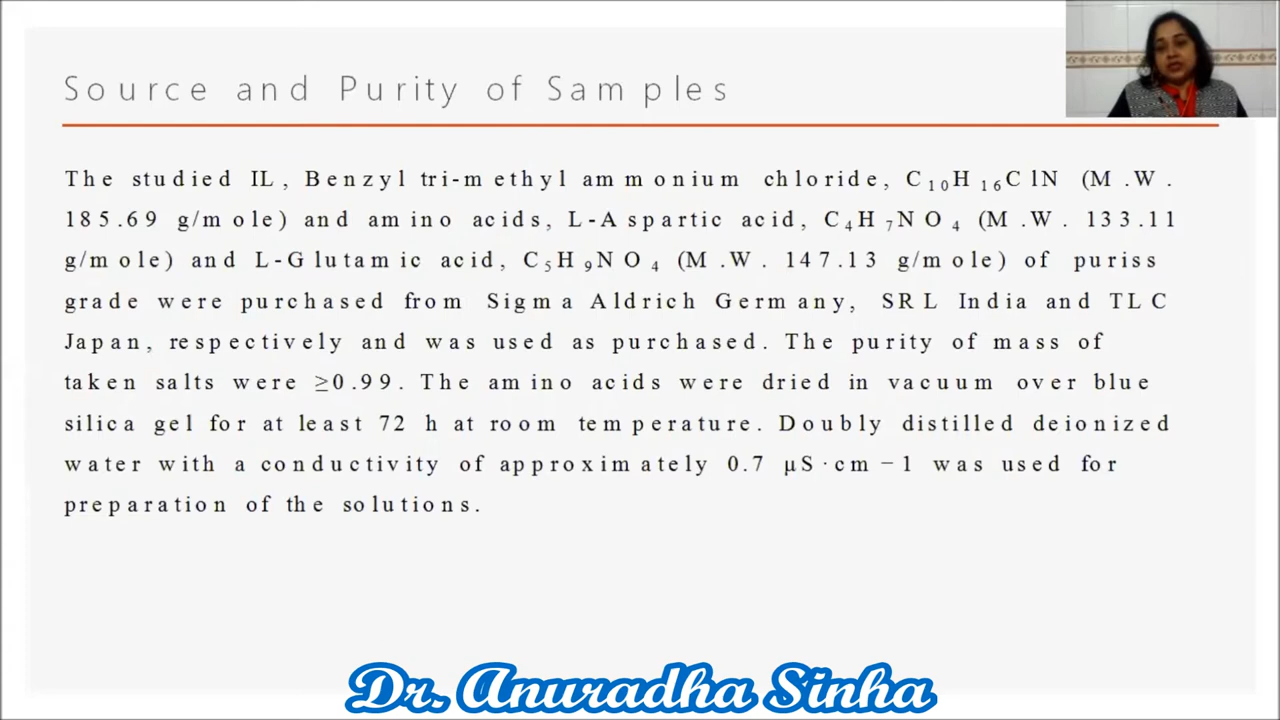 Source and Purity of Samples
The studied IL, Benzyl tri-methyl ammonium chloride, C₁₀H₁₆ClN (M.W.
185.69 g/mole) and amino acids, L-Aspartic acid, C₄H₇NO₄ (M.W. 133.11
g/mole) and L-Glutamic acid, C₅H₉NO₄ (M.W. 147.13 g/mole) of puriss
grade were purchased from Sigma Aldrich Germany, SRL India and TLC
Japan, respectively and was used as purchased. The purity of mass of
taken salts were ≥0.99. The amino acids were dried in vacuum over blue
silica gel for at least 72 h at room temperature. Doubly distilled deionized
water with a conductivity of approximately 0.7 µS·cm −1 was used for
preparation of the solutions.
Dr. Anuradha Sinha